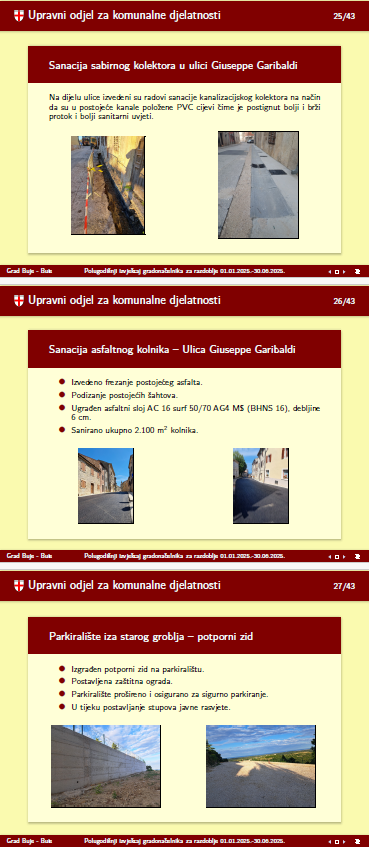 Upravni odjel za komunalne djelatnosti 25/43
Sanacija sabirnog kolektora u ulici Giuseppe Garibaldi
Na dijelu ulice izvedeni su radovi sanacije kanalizacijskog kolektora na način
da su u postojeće kanale položene PVC cijevi čime je postignut bolji i brži
protok i bolji sanitarni uvjeti.
Grad Buje - Buie Polugodišnji izvještaj gradonačelnika za razdoblje 01.01.2025.-30.06.2025.
Upravni odjel za komunalne djelatnosti 26/43
Sanacija asfaltnog kolnika – Ulica Giuseppe Garibaldi
Izvedeno frezanje postojećeg asfalta.
Podizanje postojećih šahtova.
Ugrađen asfaltni sloj AC 16 surf 50/70 AG4 M5 (BHNS 16), debljine
6 cm.
Sanirano ukupno 2.100 m² kolnika.
Grad Buje - Buie Polugodišnji izvještaj gradonačelnika za razdoblje 01.01.2025.-30.06.2025.
Upravni odjel za komunalne djelatnosti 27/43
Parkiralište iza starog groblja – potporni zid
Izgrađen potporni zid na parkiralištu.
Postavljena zaštitna ograda.
Parkiralište prošireno i osigurano za sigurno parkiranje.
U tijeku postavljanje stupova javne rasvjete.
Grad Buje - Buie Polugodišnji izvještaj gradonačelnika za razdoblje 01.01.2025.-30.06.2025.